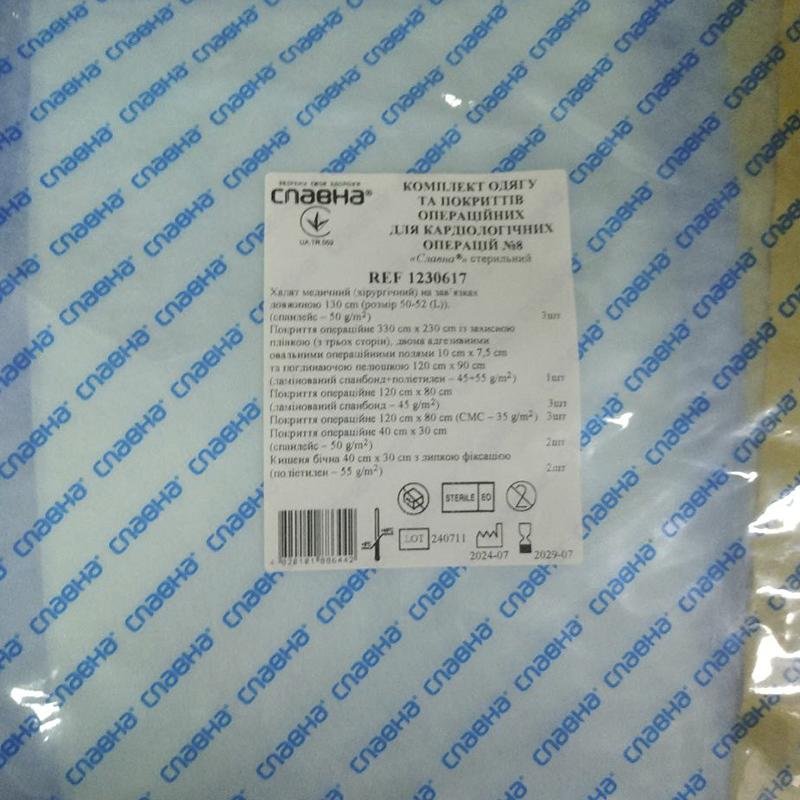 ЗБЕРЕЖИ СВОЄ ЗДОРОВ'Я
СЛАВНА®
UA.TR.069
КОМПЛЕКТ ОДЯГУ
ТА ПОКРИТТІВ
ОПЕРАЦІЙНИХ
ДЛЯ КАРДІОЛОГІЧНИХ
ОПЕРАЦІЙ №8
«Славна®» стерильний
REF 1230617
Халат медичний (хірургічний) на зав'язках
довжиною 130 cm (розмір 50-52 (L)),
(спанлейс – 50 g/m²) 3шт
Покриття операційне 330 cm x 230 cm із захисною
плівкою (з трьох сторін), двома адгезивними
овальними операційними полями 10 cm x 7,5 cm
та поглинаючою пелюшкою 120 cm x 90 cm
(ламінований спанбонд+поліетилен – 45+55 g/m²) 1шт
Покриття операційне 120 cm x 80 cm
(ламінований спанбонд – 45 g/m²) 3шт
Покриття операційне 120 cm x 80 cm (СМС – 35 g/m²) 3шт
Покриття операційне 40 cm x 30 cm
(спанлейс – 50 g/m²) 2шт
Кишеня бічна 40 cm x 30 cm з липкою фіксацією
(поліетилен – 55 g/m²) 2шт
STERILE EO 2
LOT 240711
2024-07 2029-07